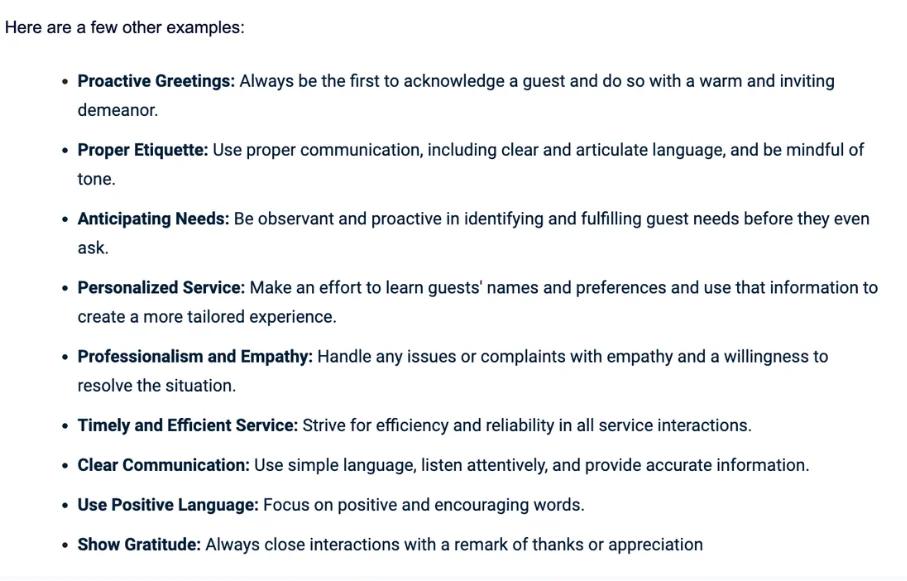 Here are a few other examples:
• Proactive Greetings: Always be the first to acknowledge a guest and do so with a warm and inviting
demeanor.
• Proper Etiquette: Use proper communication, including clear and articulate language, and be mindful of
tone.
• Anticipating Needs: Be observant and proactive in identifying and fulfilling guest needs before they even
ask.
• Personalized Service: Make an effort to learn guests' names and preferences and use that information to
create a more tailored experience.
• Professionalism and Empathy: Handle any issues or complaints with empathy and a willingness to
resolve the situation.
• Timely and Efficient Service: Strive for efficiency and reliability in all service interactions.
• Clear Communication: Use simple language, listen attentively, and provide accurate information.
• Use Positive Language: Focus on positive and encouraging words.
• Show Gratitude: Always close interactions with a remark of thanks or appreciation